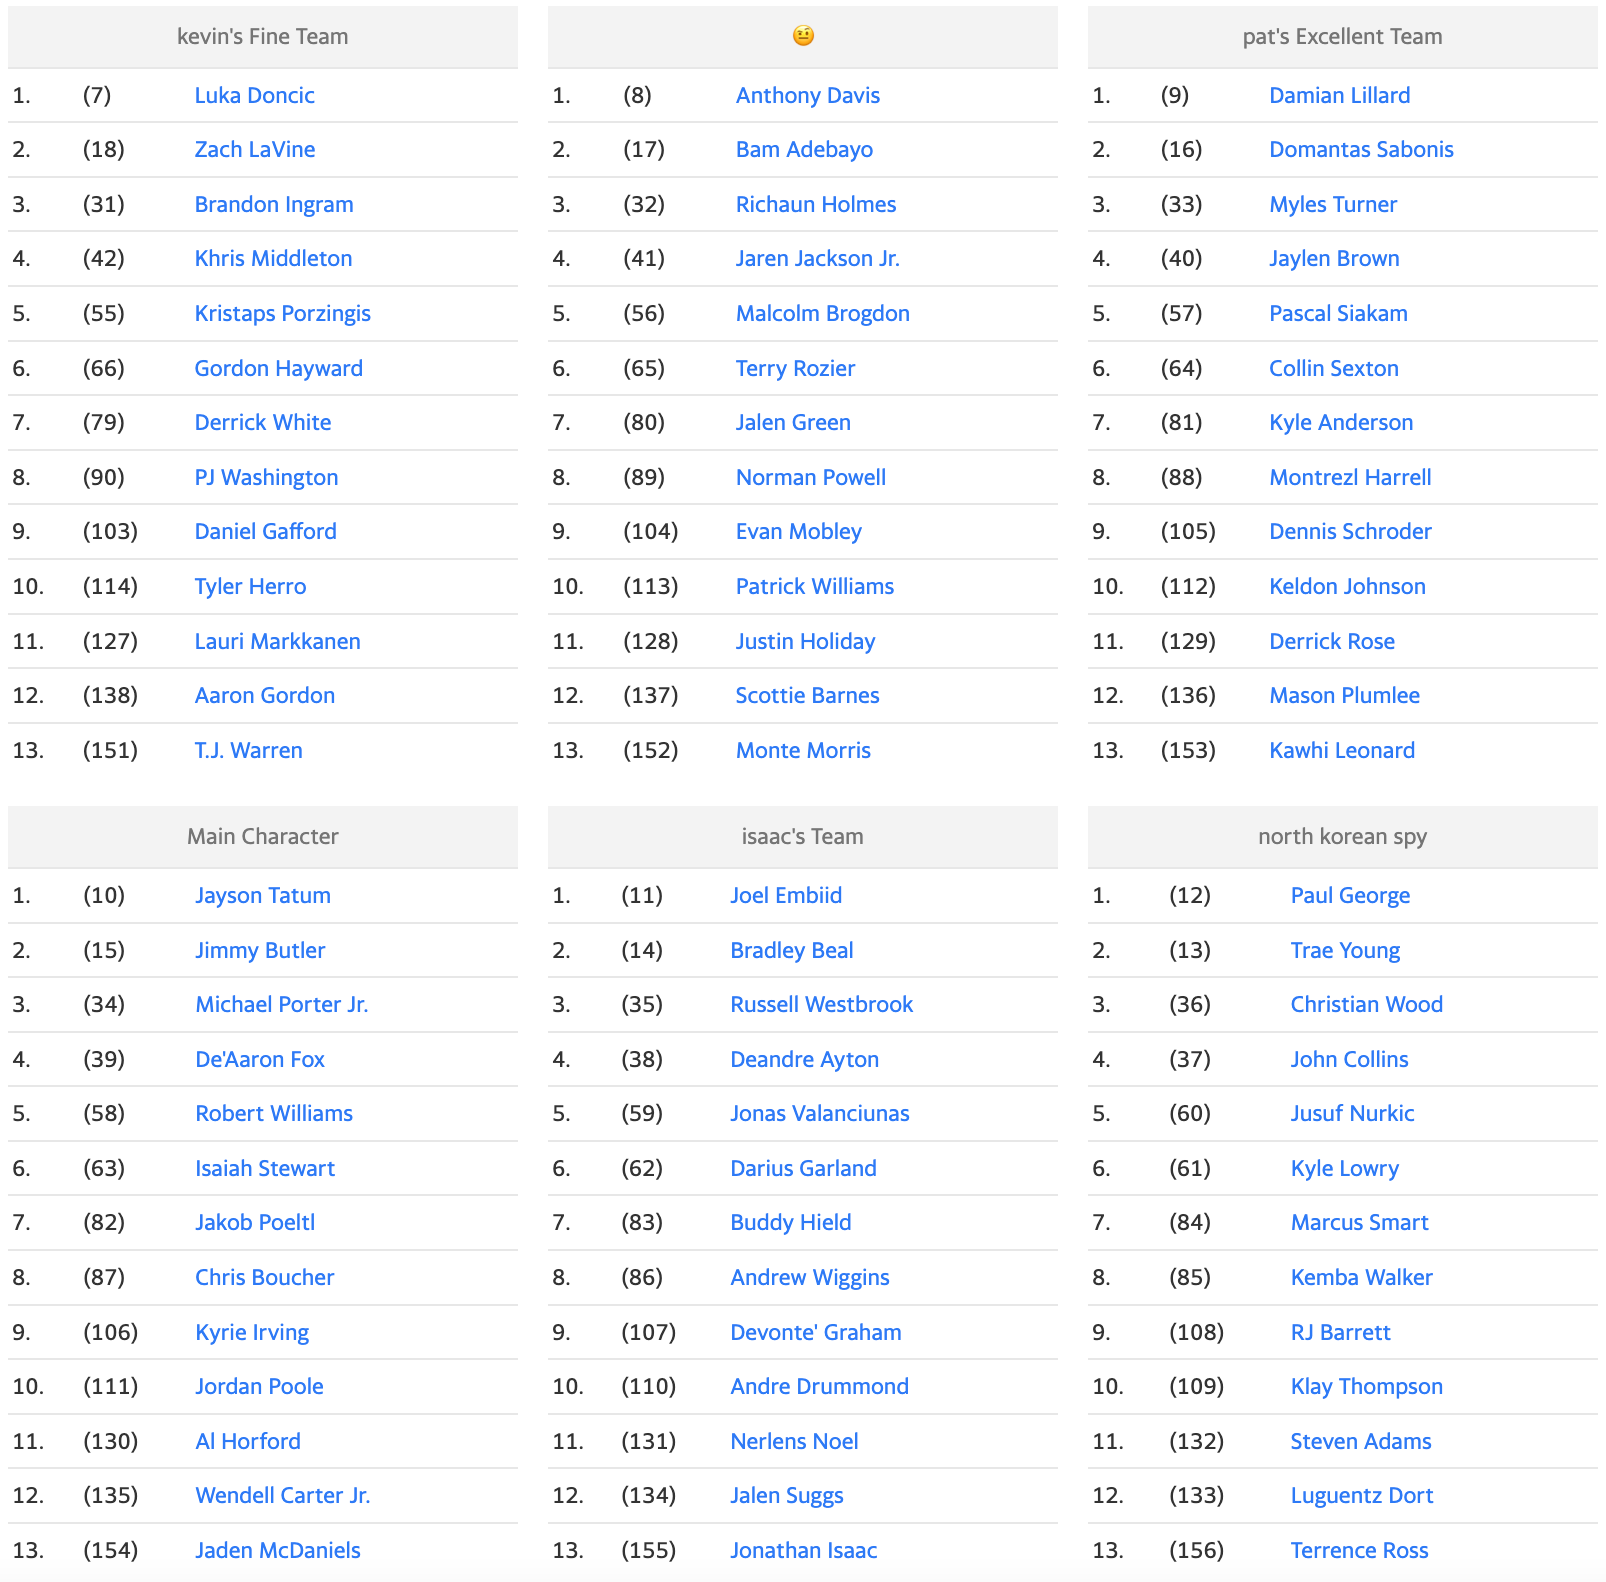 kevin's Fine Team
1. (7) Luka Doncic
2. (18) Zach LaVine
3. (31) Brandon Ingram
4. (42) Khris Middleton
5. (55) Kristaps Porzingis
6. (66) Gordon Hayward
7. (79) Derrick White
8. (90) PJ Washington
9. (103) Daniel Gafford
10. (114) Tyler Herro
11. (127) Lauri Markkanen
12. (138) Aaron Gordon
13. (151) T.J. Warren
🤨
1. (8) Anthony Davis
2. (17) Bam Adebayo
3. (32) Richaun Holmes
4. (41) Jaren Jackson Jr.
5. (56) Malcolm Brogdon
6. (65) Terry Rozier
7. (80) Jalen Green
8. (89) Norman Powell
9. (104) Evan Mobley
10. (113) Patrick Williams
11. (128) Justin Holiday
12. (137) Scottie Barnes
13. (152) Monte Morris
pat's Excellent Team
1. (9) Damian Lillard
2. (16) Domantas Sabonis
3. (33) Myles Turner
4. (40) Jaylen Brown
5. (57) Pascal Siakam
6. (64) Collin Sexton
7. (81) Kyle Anderson
8. (88) Montrezl Harrell
9. (105) Dennis Schroder
10. (112) Keldon Johnson
11. (129) Derrick Rose
12. (136) Mason Plumlee
13. (153) Kawhi Leonard
Main Character
1. (10) Jayson Tatum
2. (15) Jimmy Butler
3. (34) Michael Porter Jr.
4. (39) De'Aaron Fox
5. (58) Robert Williams
6. (63) Isaiah Stewart
7. (82) Jakob Poeltl
8. (87) Chris Boucher
9. (106) Kyrie Irving
10. (111) Jordan Poole
11. (130) Al Horford
12. (135) Wendell Carter Jr.
13. (154) Jaden McDaniels
isaac's Team
1. (11) Joel Embiid
2. (14) Bradley Beal
3. (35) Russell Westbrook
4. (38) Deandre Ayton
5. (59) Jonas Valanciunas
6. (62) Darius Garland
7. (83) Buddy Hield
8. (86) Andrew Wiggins
9. (107) Devonte' Graham
10. (110) Andre Drummond
11. (131) Nerlens Noel
12. (134) Jalen Suggs
13. (155) Jonathan Isaac
north korean spy
1. (12) Paul George
2. (13) Trae Young
3. (36) Christian Wood
4. (37) John Collins
5. (60) Jusuf Nurkic
6. (61) Kyle Lowry
7. (84) Marcus Smart
8. (85) Kemba Walker
9. (108) RJ Barrett
10. (109) Klay Thompson
11. (132) Steven Adams
12. (133) Luguentz Dort
13. (156) Terrence Ross